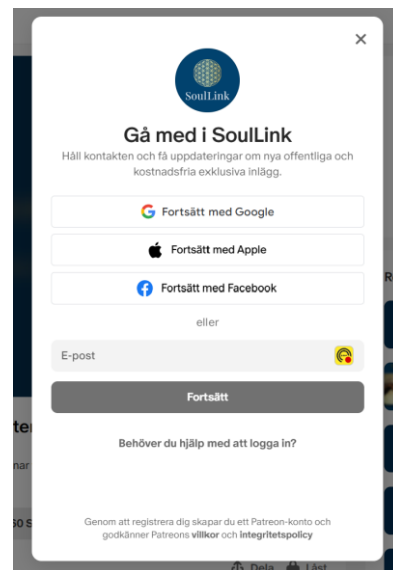 SoulLink
Gå med i SoulLink
Håll kontakten och få uppdateringar om nya offentliga och
kostnadsfria exklusiva inlägg.
Fortsätt med Google
Fortsätt med Apple
Fortsätt med Facebook
eller
E-post
Fortsätt
Behöver du hjälp med att logga in?
Genom att registrera dig skapar du ett Patreon-konto och
godkänner Patreons villkor och integritetspolicy
Dela Låst